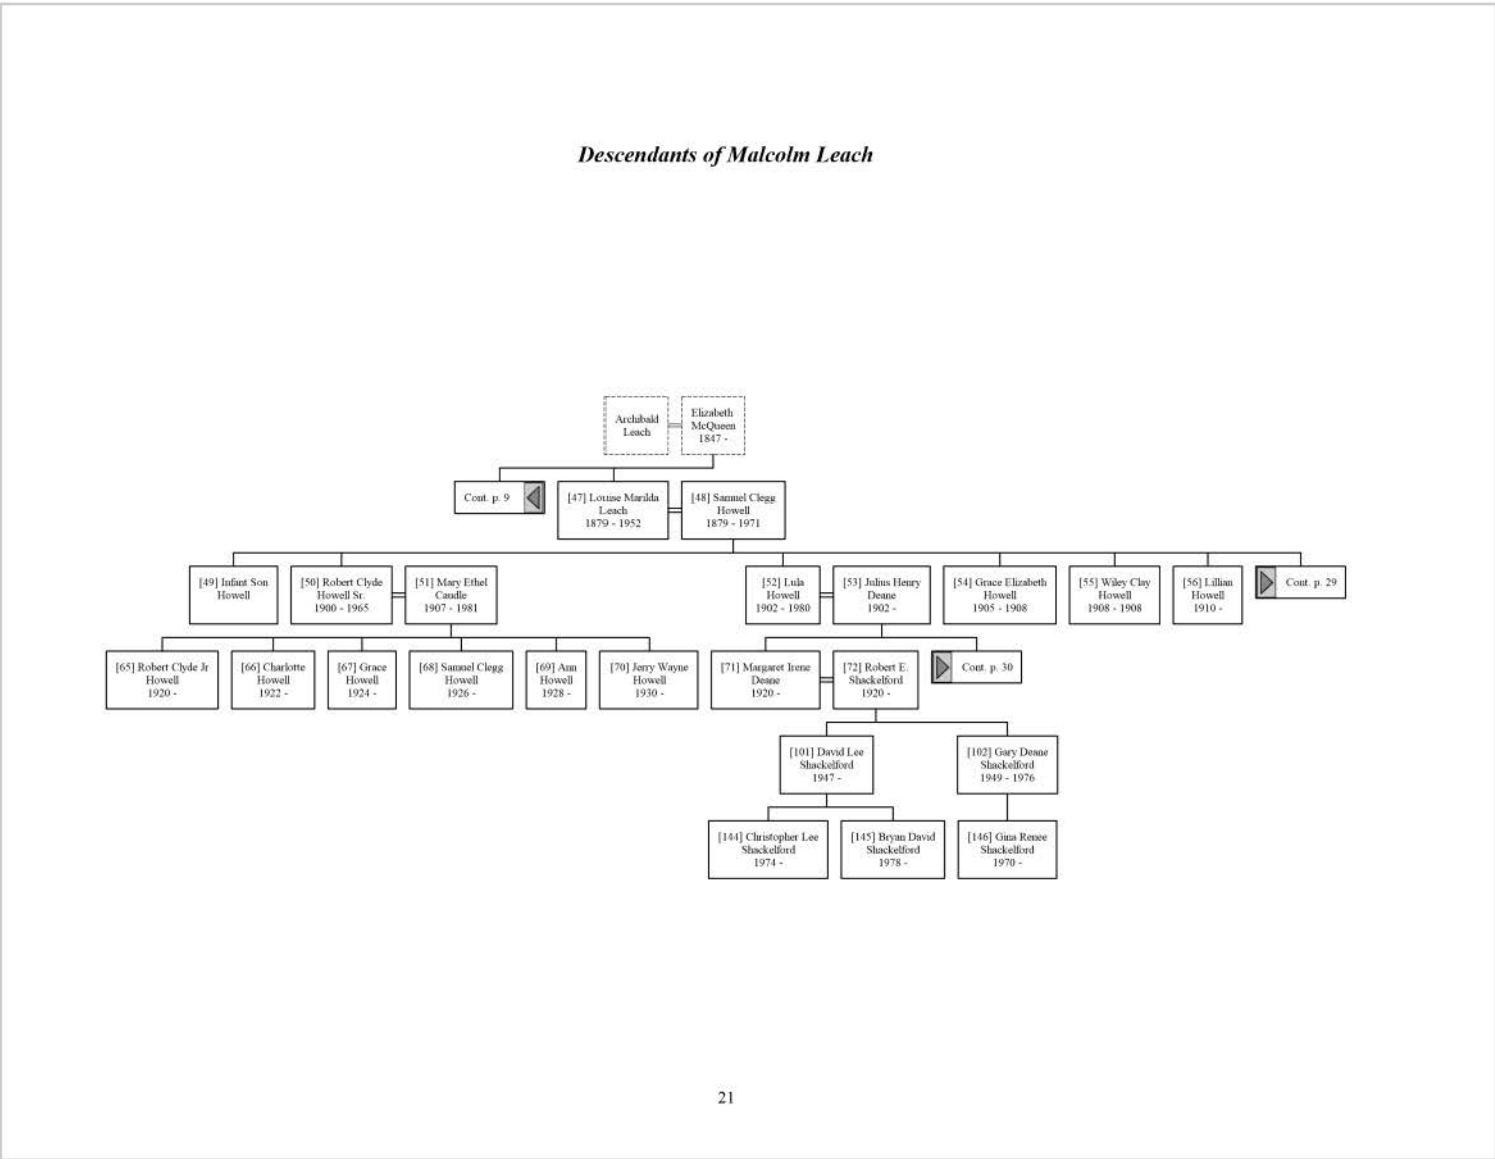 Descendants of Malcolm Leach
Archibald
Leach
Elizabeth
McQueen
1847 -
Cont. p. 9
[47] Louise Marilda
Leach
1879 - 1952
[48] Samuel Clegg
Howell
1879 - 1971
[49] Infant Son
Howell
[50] Robert Clyde
Howell Sr.
1900 - 1965
[51] Mary Ethel
Caudle
1907 - 1981
[52] Lula
Howell
1902 - 1980
[53] Julius Henry
Deane
1902 -
[54] Grace Elizabeth
Howell
1905 - 1908
[55] Wiley Clay
Howell
1908 - 1908
[56] Lillian
Howell
1910 -
Cont. p. 29
[65] Robert Clyde Jr
Howell
1920 -
[66] Charlotte
Howell
1922 -
[67] Grace
Howell
1924 -
[68] Samuel Clegg
Howell
1926 -
[69] Ann
Howell
1928 -
[70] Jerry Wayne
Howell
1930 -
[71] Margaret Irene
Deane
1920 -
[72] Robert E.
Shackelford
1920 -
Cont. p. 30
[101] David Lee
Shackelford
1947 -
[102] Gary Deane
Shackelford
1949 - 1976
[144] Christopher Lee
Shackelford
1974 -
[145] Bryan David
Shackelford
1978 -
[146] Gina Renee
Shackelford
1970 -
21